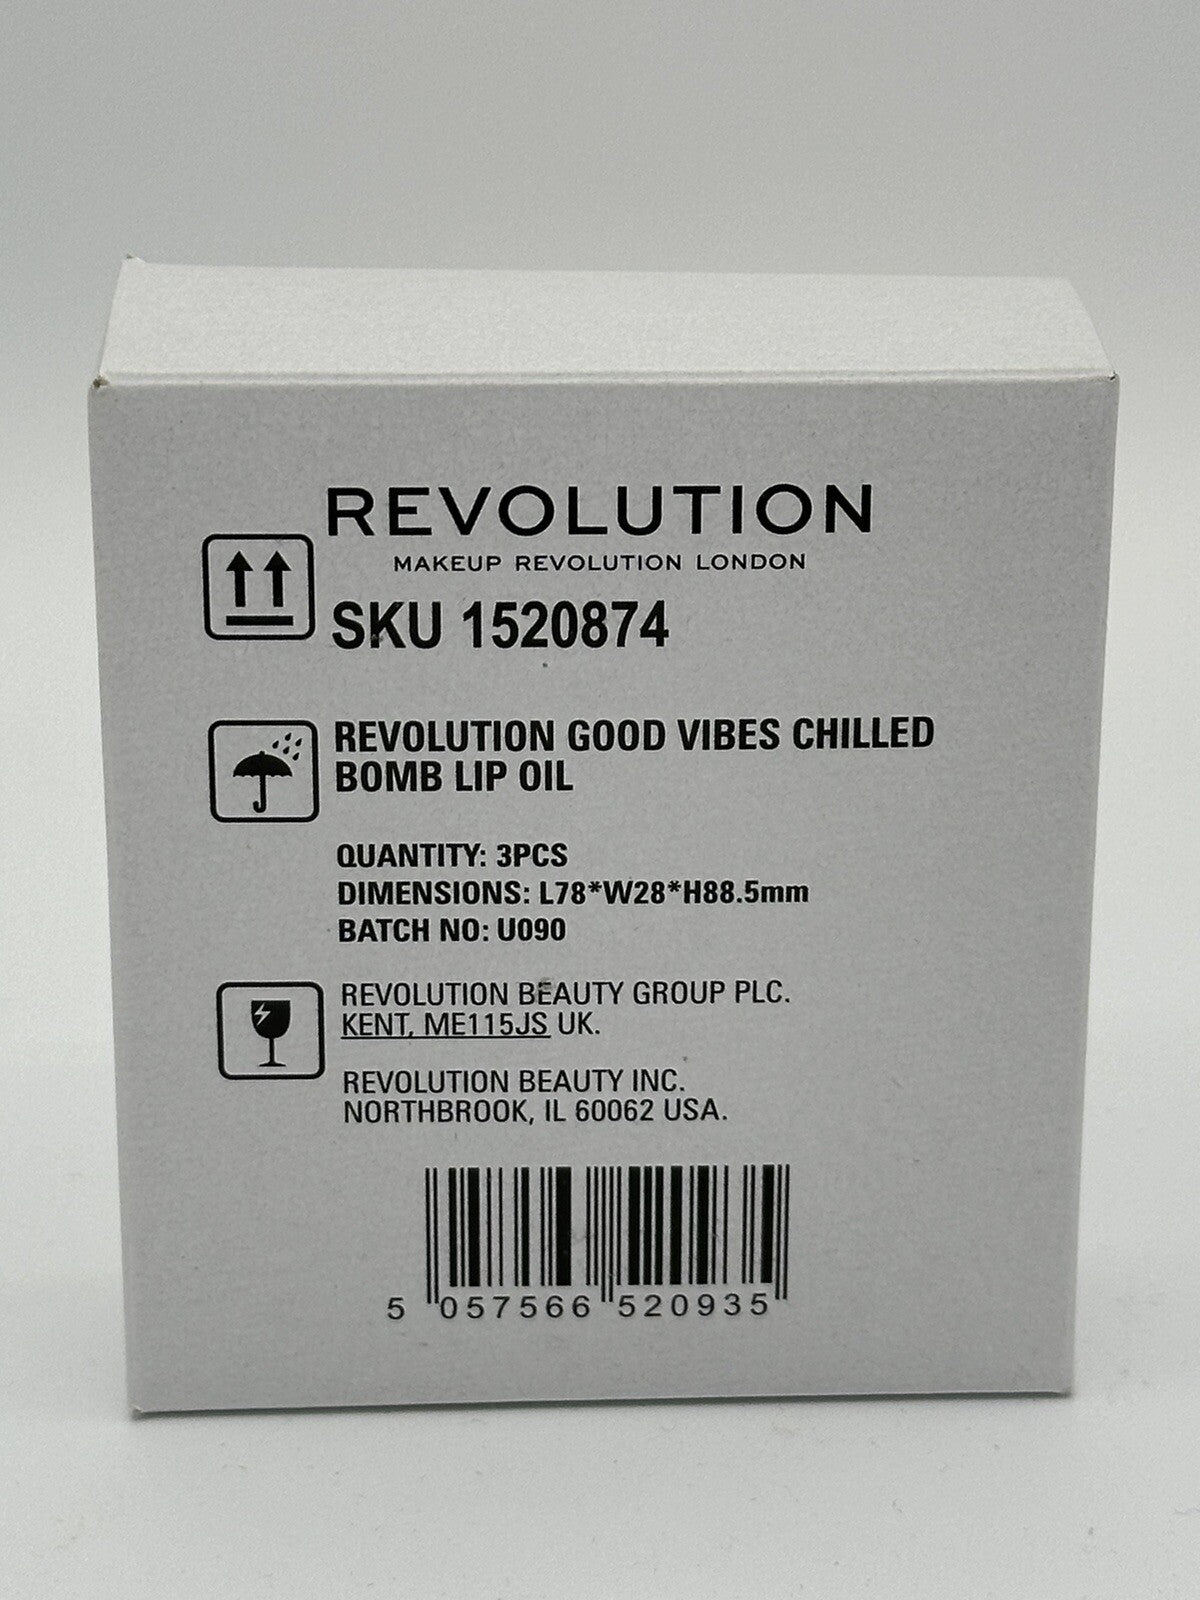 REVOLUTION
MAKEUP REVOLUTION LONDON
SKU 1520874
REVOLUTION GOOD VIBES CHILLED
BOMB LIP OIL
QUANTITY: 3PCS
DIMENSIONS: L78*W28*H88.5mm
BATCH NO: U090
REVOLUTION BEAUTY GROUP PLC.
KENT, ME115JS UK.
REVOLUTION BEAUTY INC.
NORTHBROOK, IL 60062 USA.
5 057566 520935